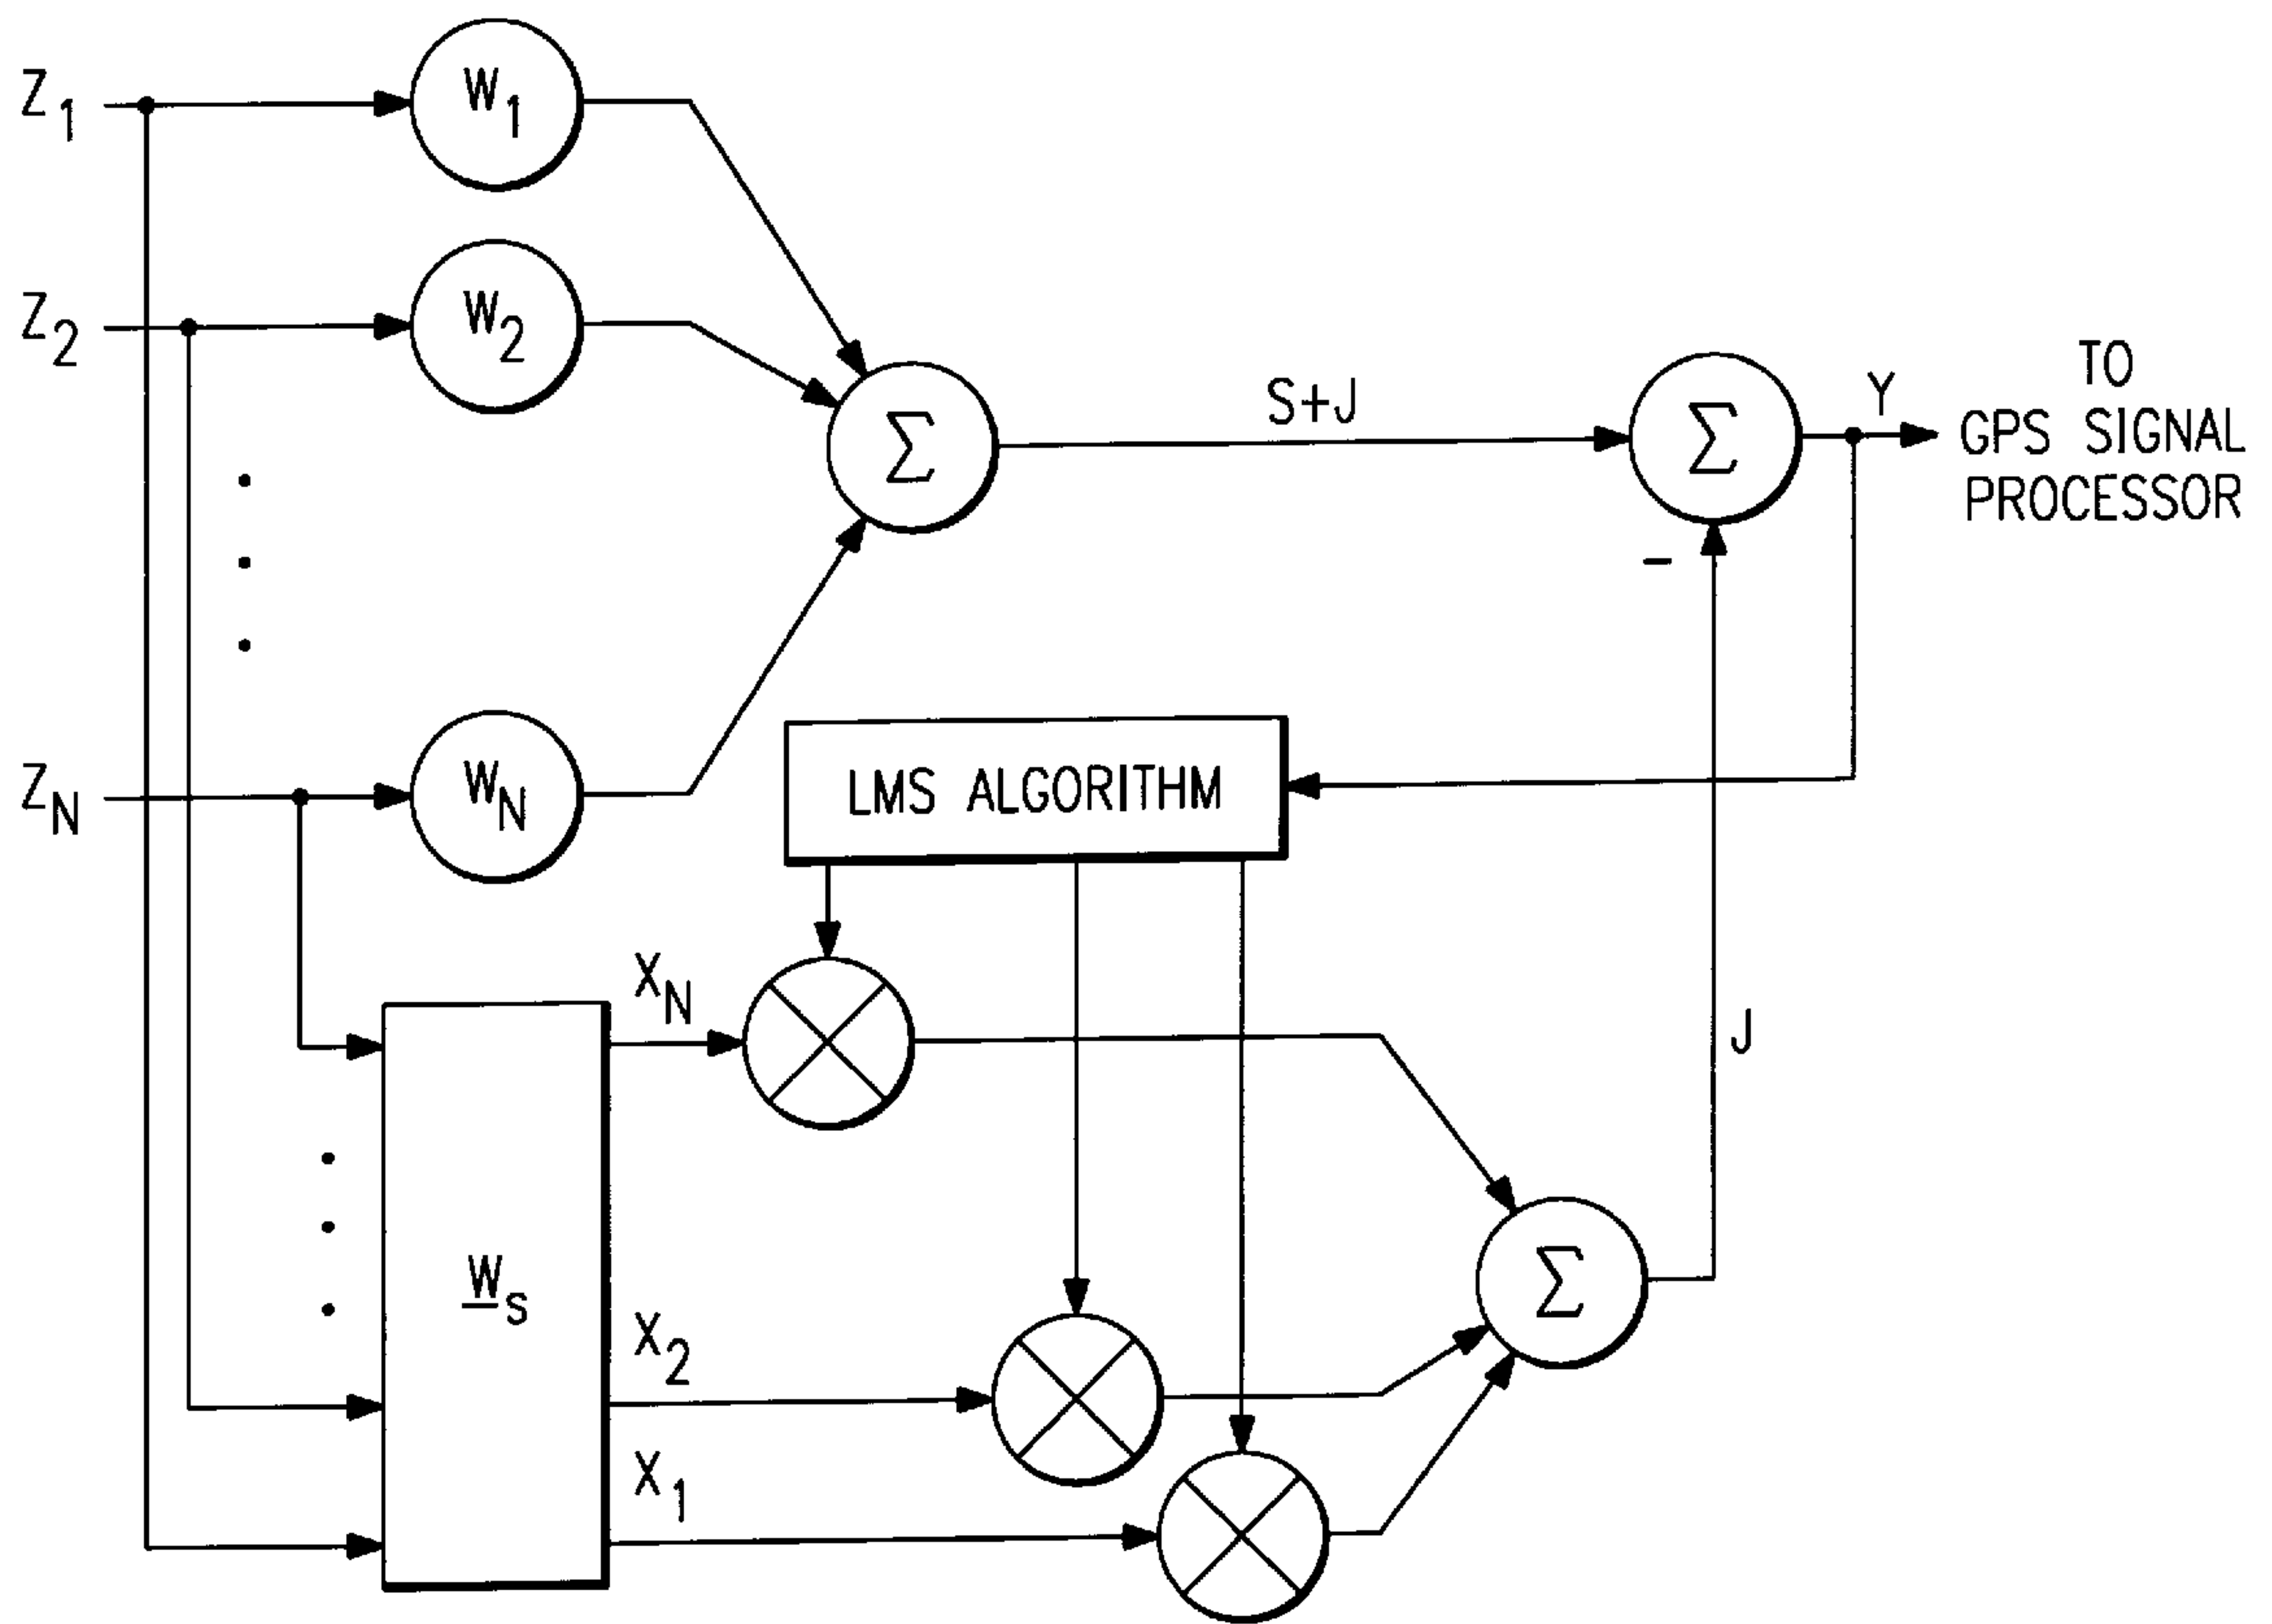 Z1
W1
Z2
W2
Σ
S+J
Σ
Y
TO
GPS SIGNAL
PROCESSOR
-
ZN
WN
LMS ALGORITHM
XN
J
Ws
X2
Σ
X1